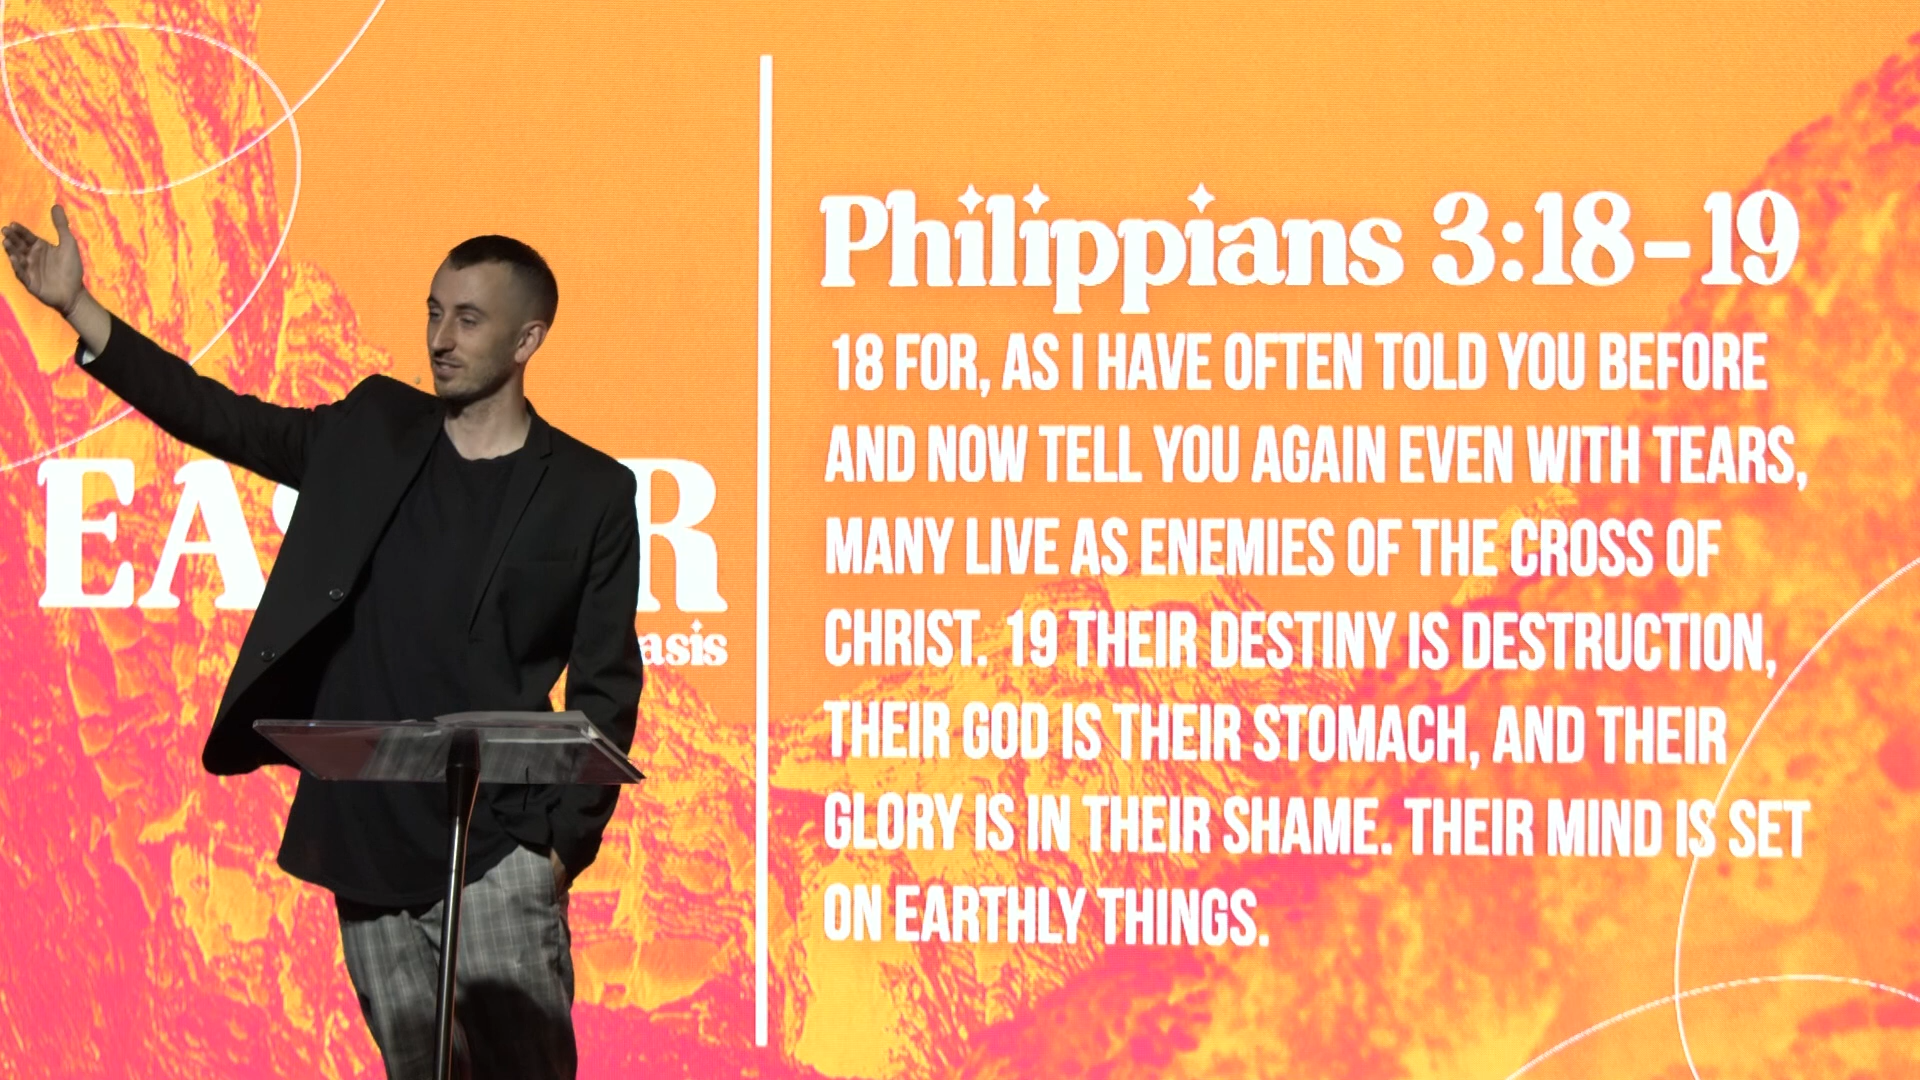 EASTER
asis
Philippians 3:18-19
18 FOR, AS I HAVE OFTEN TOLD YOU BEFORE
AND NOW TELL YOU AGAIN EVEN WITH TEARS,
MANY LIVE AS ENEMIES OF THE CROSS OF
CHRIST. 19 THEIR DESTINY IS DESTRUCTION,
THEIR GOD IS THEIR STOMACH, AND THEIR
GLORY IS IN THEIR SHAME. THEIR MIND IS SET
ON EARTHLY THINGS.